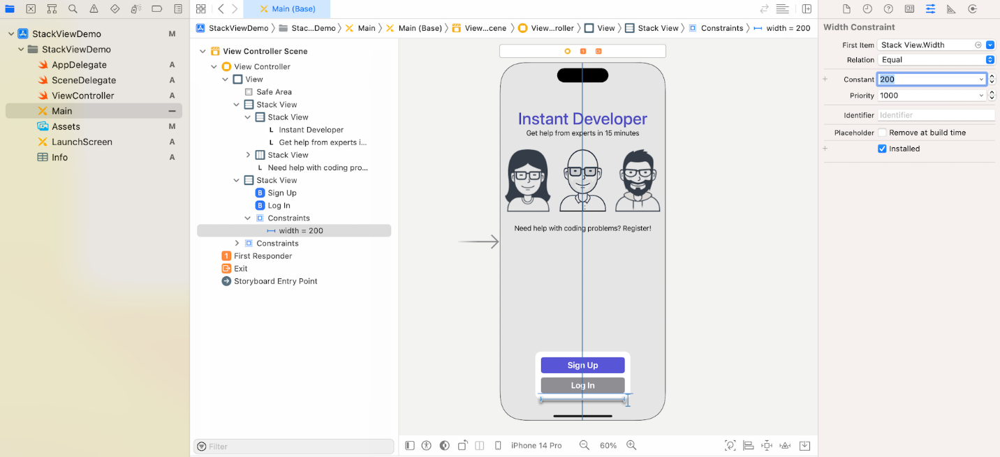 Main (Base)
StackViewDemo M
StackViewDemo
AppDelegate A
SceneDelegate A
ViewController A
Main
Assets M
LaunchScreen A
Info A
StackViewDemo Stac...Demo Main Main (Base) View...cene View...roller View Stack View Constraints width = 200
View Controller Scene
View Controller
View
Safe Area
Stack View
Stack View
L Instant Developer
L Get help from experts i...
Stack View
L Need help with coding pro...
Stack View
B Sign Up
B Log In
Constraints
width = 200
Constraints
1 First Responder
Exit
Storyboard Entry Point
Filter
1
Instant Developer
Get help from experts in 15 minutes
Need help with coding problems? Register!
Sign Up
Log In
iPhone 14 Pro 60%
Width Constraint
First Item Stack View.Width
Relation Equal
Constant 200
Priority 1000
Identifier Identifier
Placeholder Remove at build time
Installed